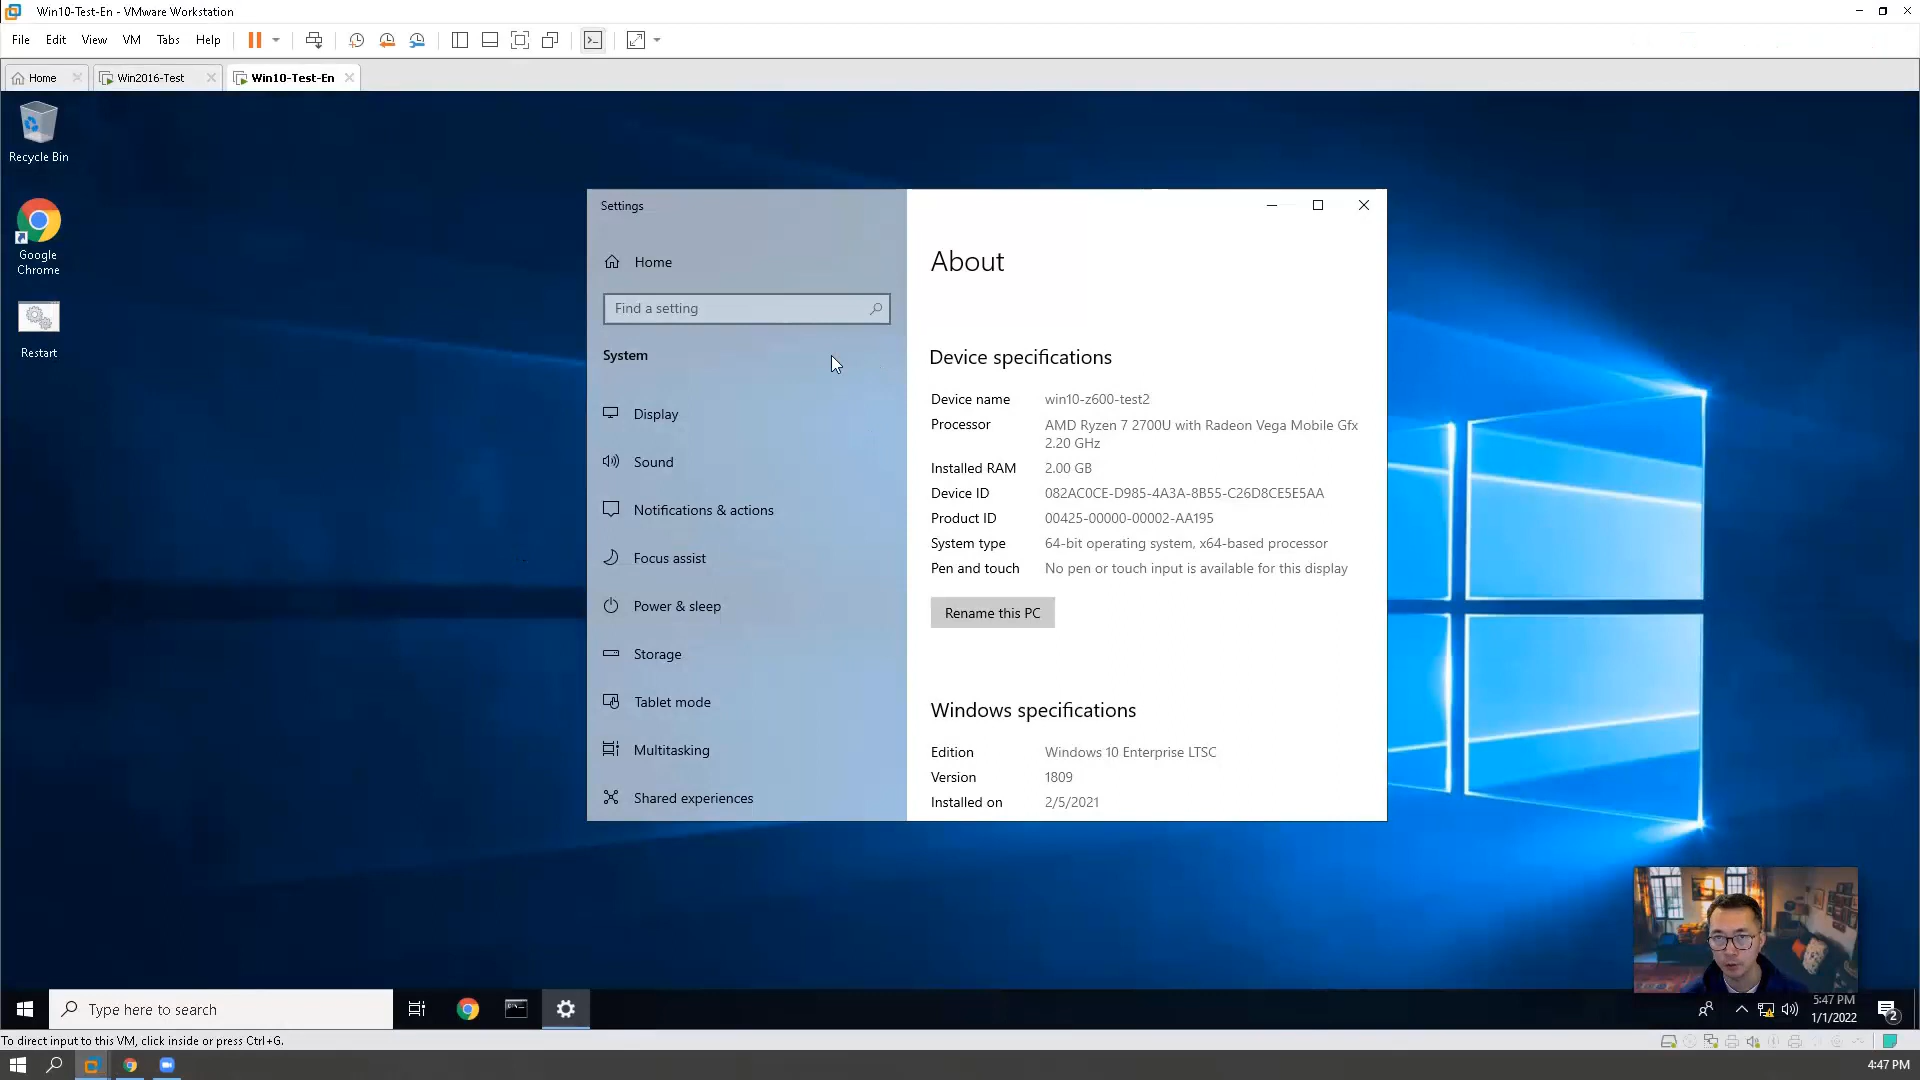 Win10-Test-En - VMware Workstation
File Edit View VM Tabs Help
Home Win2016-Test Win10-Test-En
Recycle Bin
Google
Chrome
Restart
Settings
Home
Find a setting
System
Display
Sound
Notifications & actions
Focus assist
Power & sleep
Storage
Tablet mode
Multitasking
Shared experiences
About
Device specifications
Device name win10-z600-test2
Processor AMD Ryzen 7 2700U with Radeon Vega Mobile Gfx
2.20 GHz
Installed RAM 2.00 GB
Device ID 082AC0CE-D985-4A3A-8B55-C26D8CE5E5AA
Product ID 00425-00000-00002-AA195
System type 64-bit operating system, x64-based processor
Pen and touch No pen or touch input is available for this display
Rename this PC
Windows specifications
Edition Windows 10 Enterprise LTSC
Version 1809
Installed on 2/5/2021
Type here to search
5:47 PM
1/1/2022
2
To direct input to this VM, click inside or press Ctrl+G.
4:47 PM